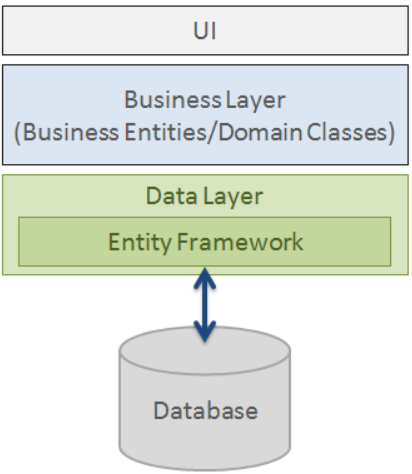 UI
Business Layer
(Business Entities/Domain Classes)
Data Layer
Entity Framework
Database